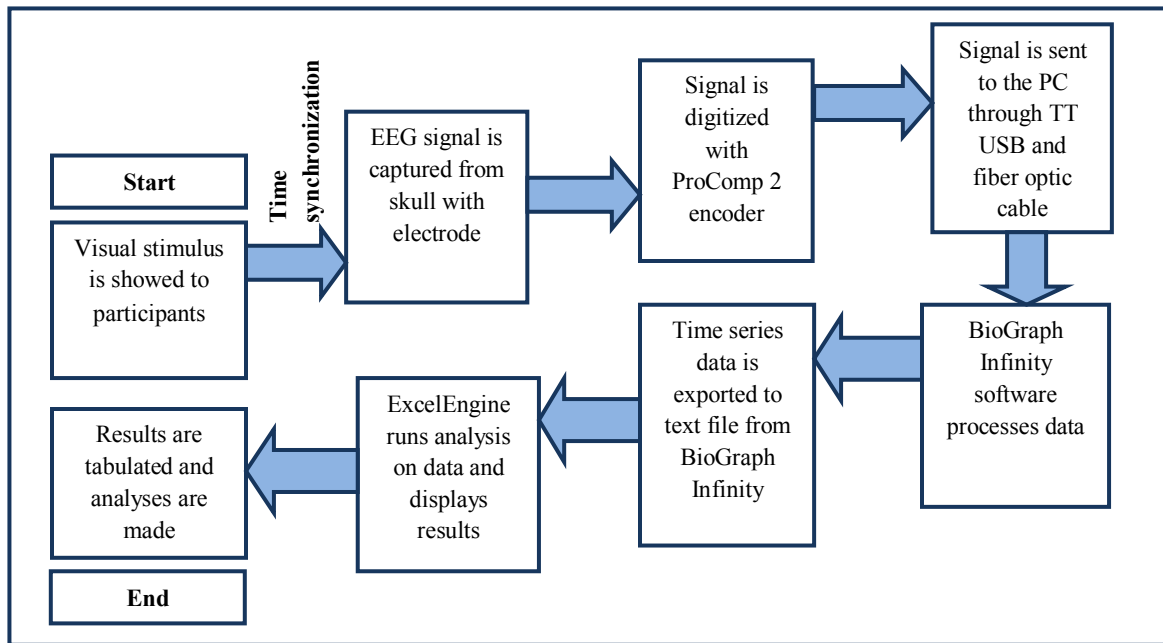 Start
Visual stimulus
is showed to
participants
Time
synchronization
EEG signal is
captured from
skull with
electrode
Signal is
digitized
with
ProComp 2
encoder
Signal is sent
to the PC
through TT
USB and
fiber optic
cable
BioGraph
Infinity
software
processes data
Time series
data is
exported to
text file from
BioGraph
Infinity
ExcelEngine
runs analysis
on data and
displays
results
Results are
tabulated and
analyses are
made
End